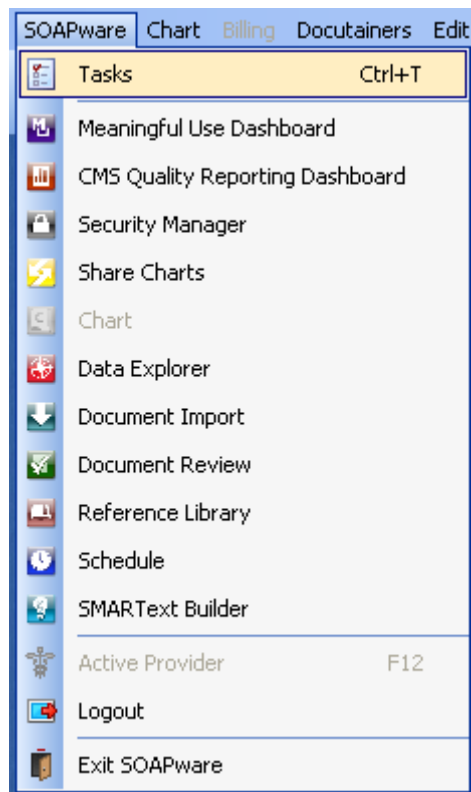 SOAPware Chart Billing Docutainers Edit
Tasks Ctrl+T
Meaningful Use Dashboard
CMS Quality Reporting Dashboard
Security Manager
Share Charts
Chart
Data Explorer
Document Import
Document Review
Reference Library
Schedule
SMARText Builder
Active Provider F12
Logout
Exit SOAPware